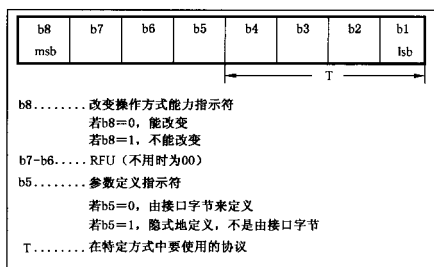 b8 b7 b6 b5 b4 b3 b2 b1
msb lsb
T
b8........改变操作方式能力指示符
若b8=0，能改变
若b8=1，不能改变
b7-b6.....RFU（不用时为00）
b5........参数定义指示符
若b5=0，由接口字节来定义
若b5=1，隐式地定义，不是由接口字节
T........在特定方式中要使用的协议